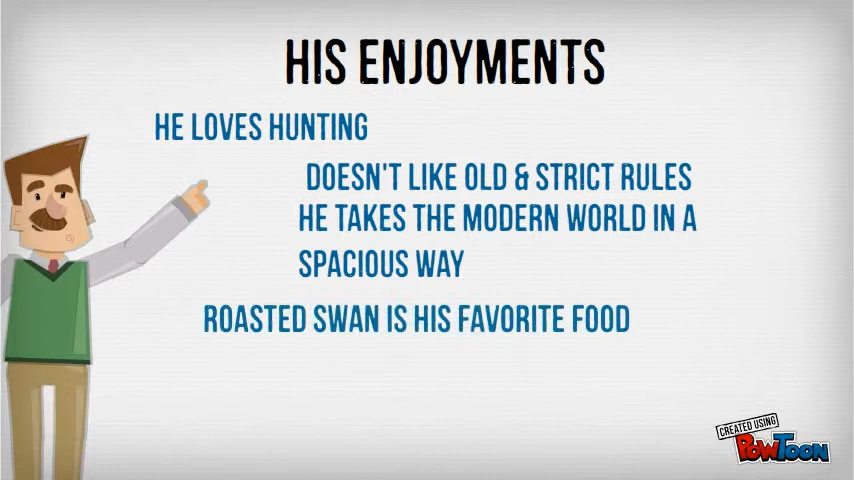 HIS ENJOYMENTS
HE LOVES HUNTING
DOESN'T LIKE OLD & STRICT RULES
HE TAKES THE MODERN WORLD IN A
SPACIOUS WAY
ROASTED SWAN IS HIS FAVORITE FOOD
CREATED USING
POWTOON